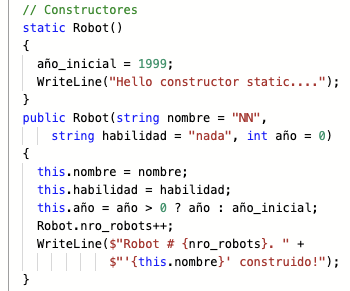 // Constructores
static Robot()
{
año_inicial = 1999;
WriteLine("Hello constructor static....");
}
public Robot(string nombre = "NN",
string habilidad = "nada", int año = 0)
{
this.nombre = nombre;
this.habilidad = habilidad;
this.año = año > 0 ? año : año_inicial;
Robot.nro_robots++;
WriteLine($"Robot # {nro_robots}. " +
$"'{this.nombre}' construido!");
}